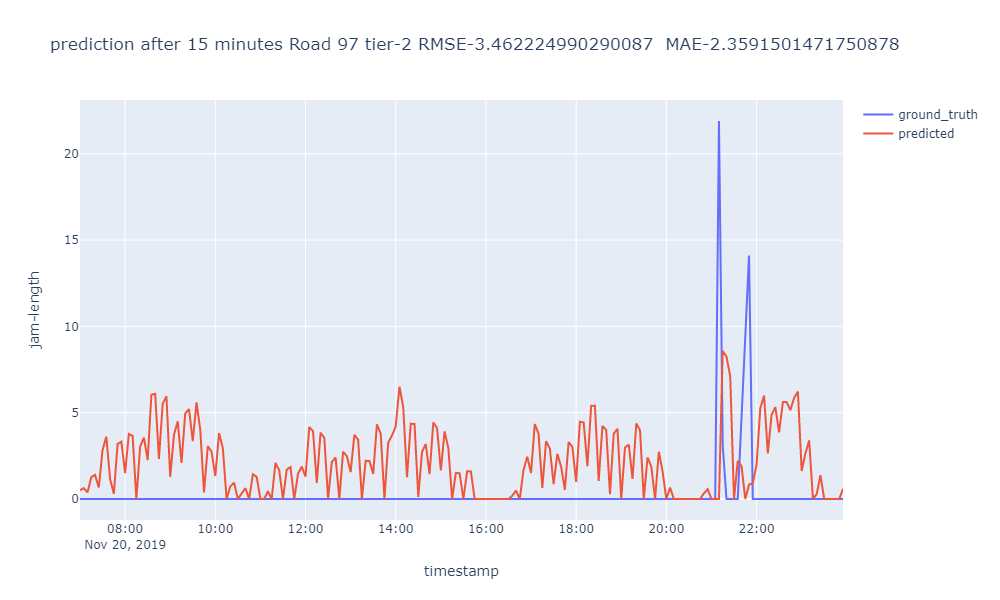 prediction after 15 minutes Road 97 tier-2 RMSE-3.462224990290087  MAE-2.3591501471750878
ground_truth
predicted
20
15
10
5
0
jam-length
08:00 10:00 12:00 14:00 16:00 18:00 20:00 22:00
Nov 20, 2019
timestamp